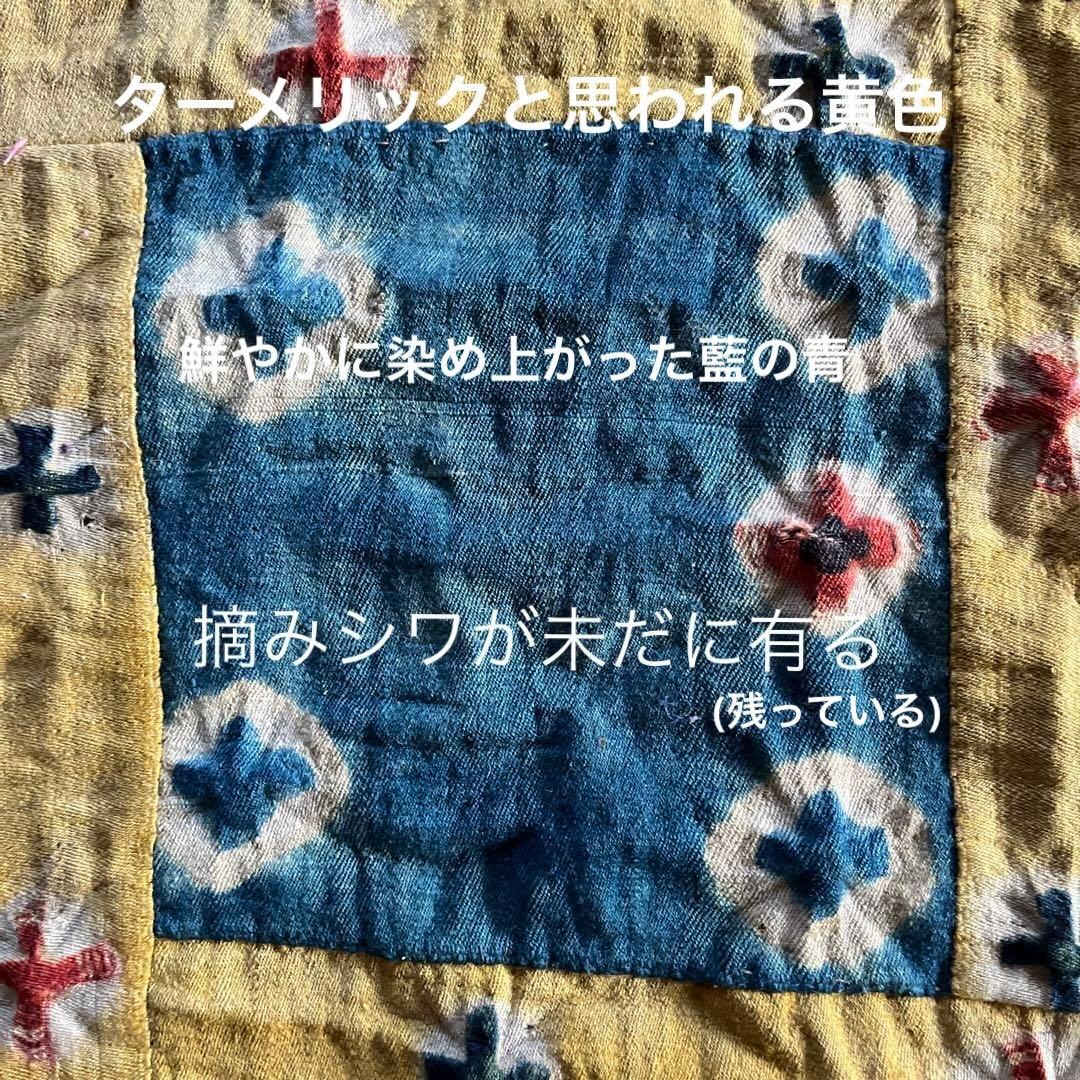 ターメリックと思われる黄色
鮮やかに染め上がった藍の青
摘みシワが未だに有る
(残っている)